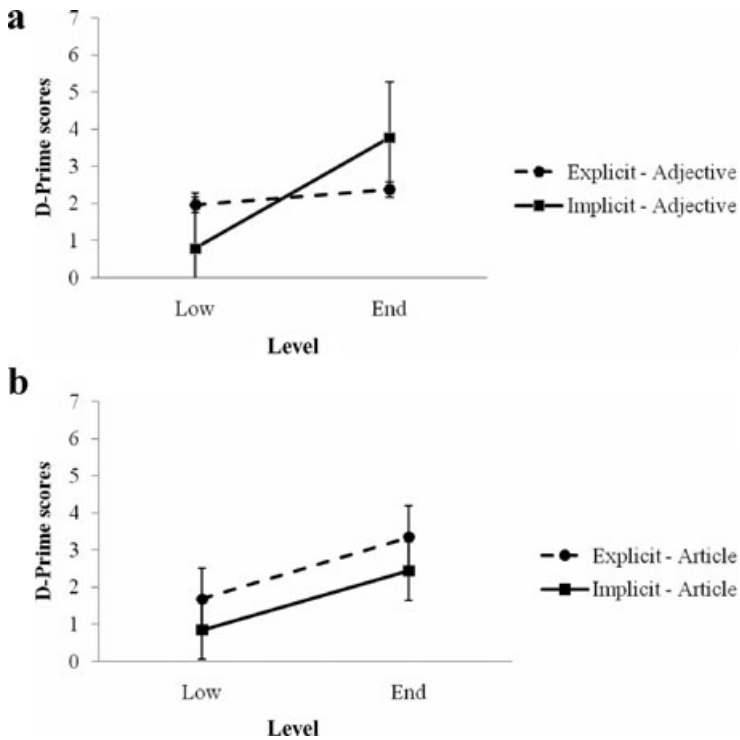 a
D-Prime scores
7
6
5
4
3
2
1
0
Low End
Level
Explicit - Adjective
Implicit - Adjective
b
D-Prime scores
7
6
5
4
3
2
1
0
Low End
Level
Explicit - Article
Implicit - Article